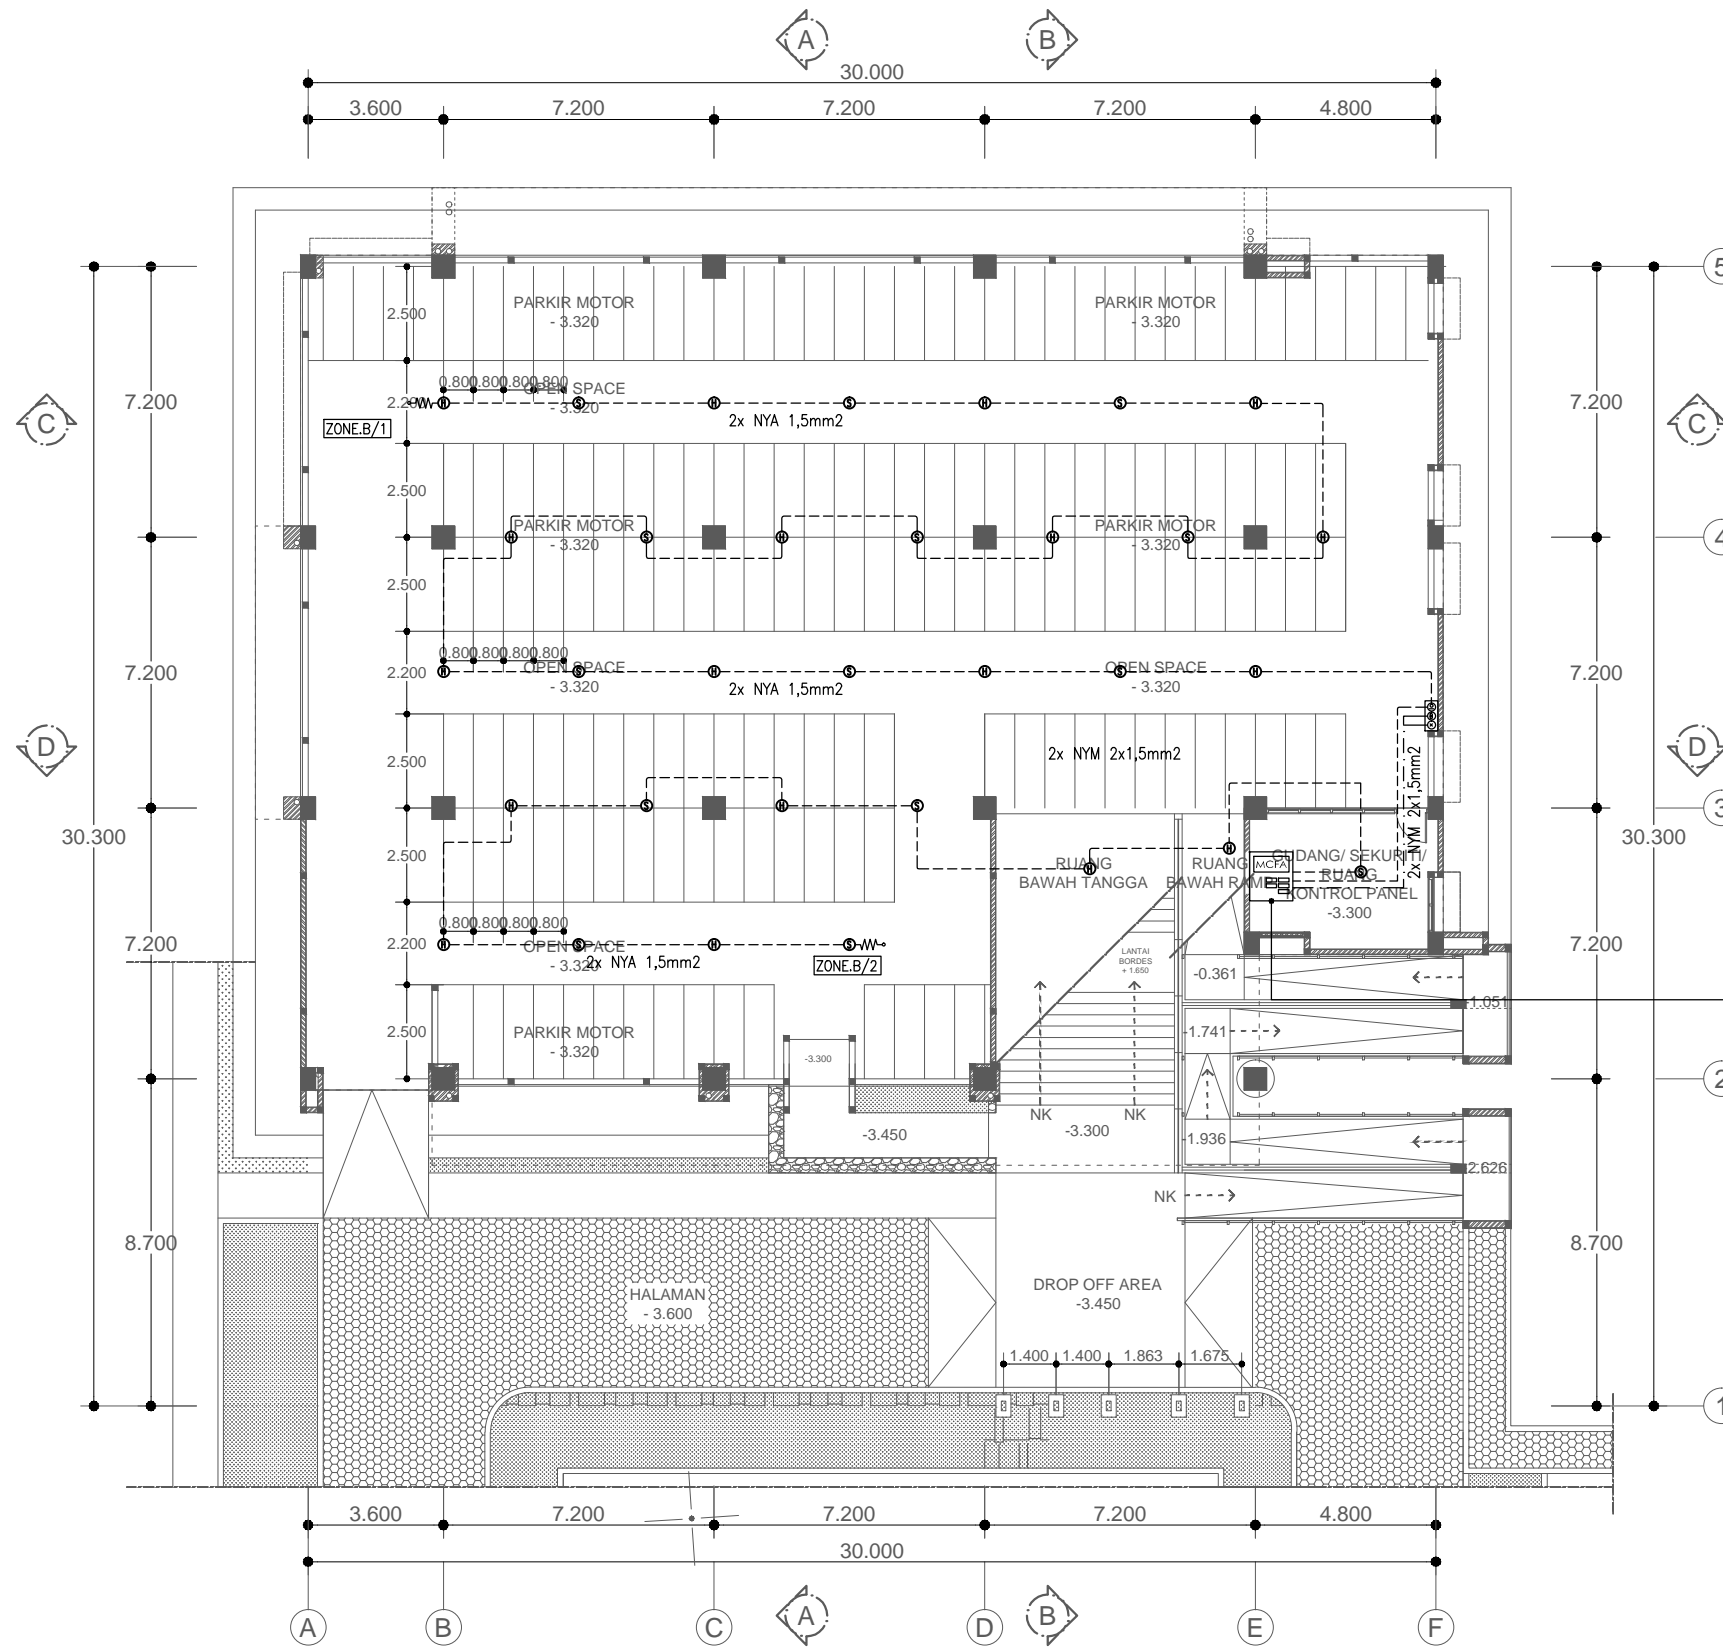 A
B
30.000
3.600
7.200
7.200
7.200
4.800
5
PARKIR MOTOR
- 3.320
PARKIR MOTOR
- 3.320
2.500
7.200
7.200
C
C
0.800
0.800
0.800
0.800
OPEN SPACE
- 3.320
H
S
H
S
H
S
H
2x NYA 1,5mm2
ZONE.B/1
2.500
PARKIR MOTOR
- 3.320
PARKIR MOTOR
- 3.320
H
S
H
S
H
S
H
4
2.500
0.800
0.800
0.800
0.800
OPEN SPACE
- 3.320
OPEN SPACE
- 3.320
7.200
2.200
7.200
H
S
H
S
H
S
H
2x NYA 1,5mm2
D
D
2.500
2x NYM 2x1,5mm2
2x NYM 2x1,5mm2
H
S
H
S
3
30.300
30.300
2.500
RUANG
BAWAH TANGGA
RUANG
BAWAH RAMP
GUDANG/ SEKURITI/
RUANG
KONTROL PANEL
-3.300
MCFA
H
H
S
0.800
0.800
0.800
0.800
7.200
2.200
7.200
H
S
H
S
OPEN SPACE
- 3.320
2x NYA 1,5mm2
ZONE.B/2
LANTAI
BORDES
+ 1.650
-0.361
-1.051
2.500
PARKIR MOTOR
- 3.320
-3.300
-1.741
2
NK
NK
-3.450
-3.300
-1.936
-2.626
NK
8.700
8.700
HALAMAN
- 3.600
DROP OFF AREA
-3.450
1.400
1.400
1.863
1.675
1
3.600
7.200
7.200
7.200
4.800
30.000
A
B
A
B
C
D
E
F